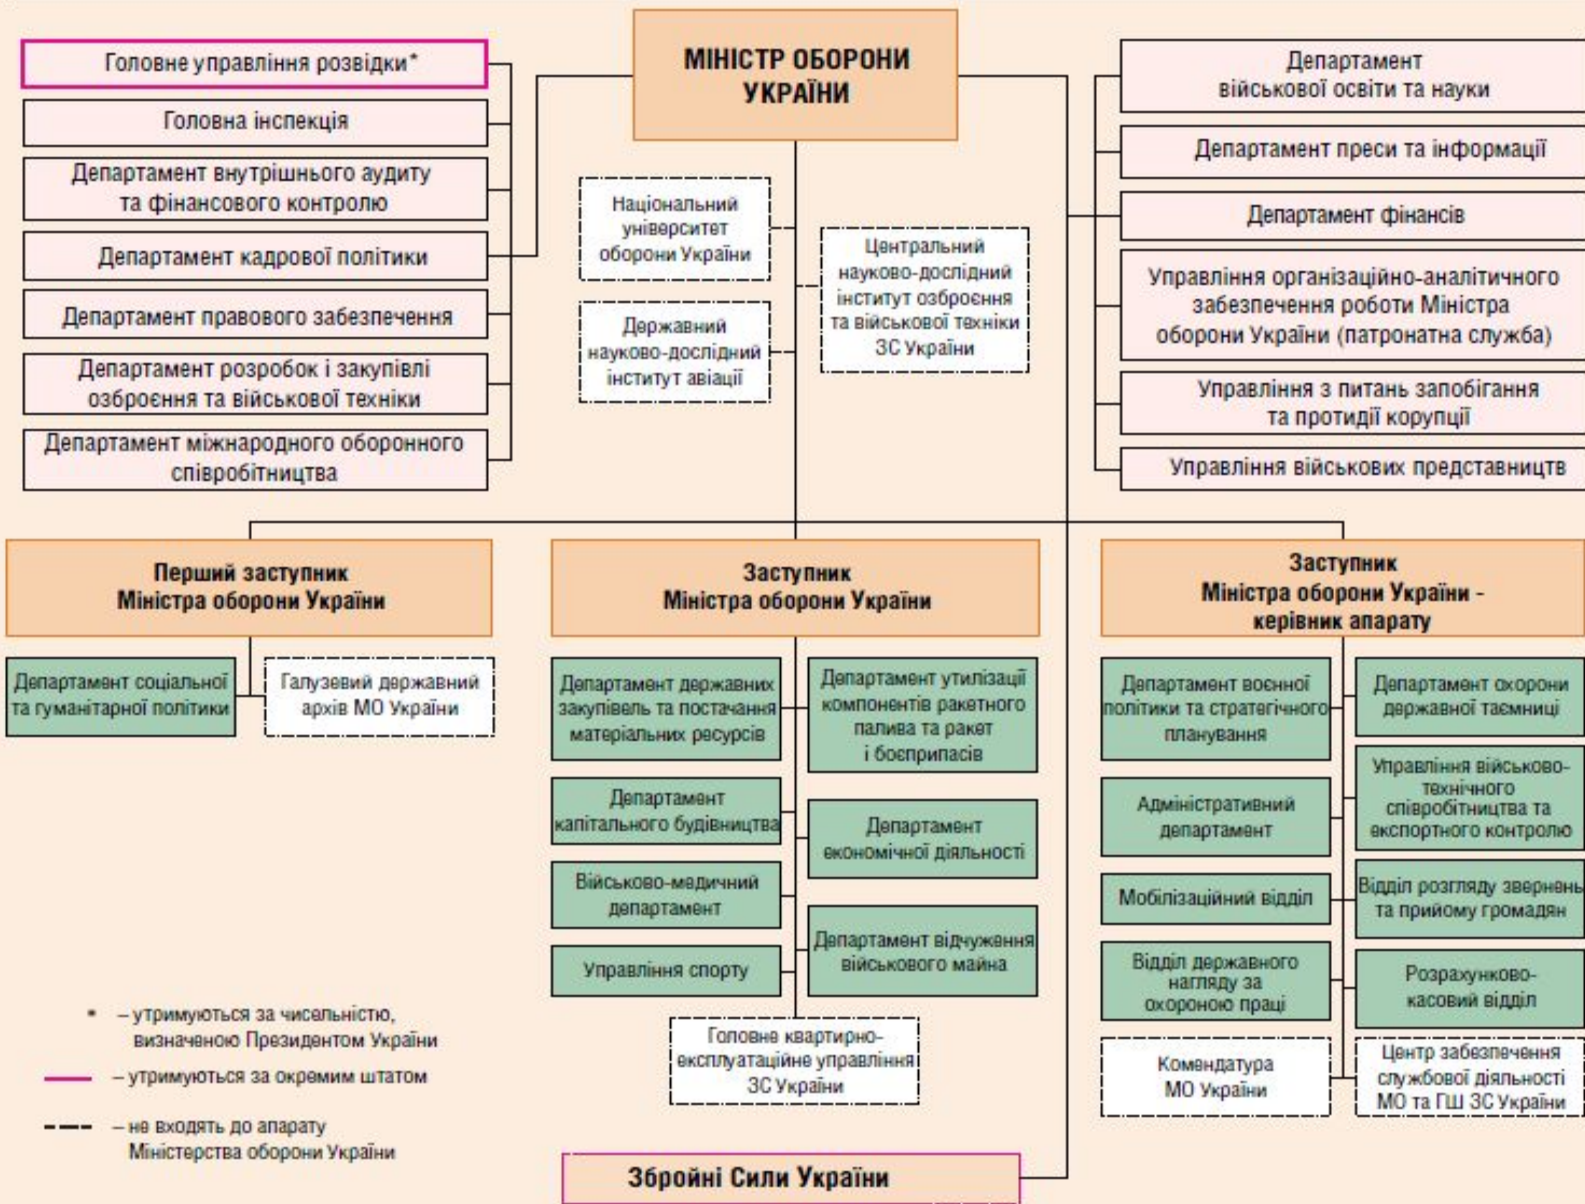 МІНІСТР ОБОРОНИ
УКРАЇНИ
Головне управління розвідки*
Головна інспекція
Департамент внутрішнього аудиту
та фінансового контролю
Департамент кадрової політики
Департамент правового забезпечення
Департамент розробок і закупівлі
озброєння та військової техніки
Департамент міжнародного оборонного
співробітництва
Національний
університет
оборони України
Державний
науково-дослідний
інститут авіації
Центральний
науково-дослідний
інститут озброєння
та військової техніки
ЗС України
Департамент
військової освіти та науки
Департамент преси та інформації
Департамент фінансів
Управління організаційно-аналітичного
забезпечення роботи Міністра
оборони України (патронатна служба)
Управління з питань запобігання
та протидії корупції
Управління військових представництв
Перший заступник
Міністра оборони України
Департамент соціальної
та гуманітарної політики
Галузевий державний
архів МО України
Заступник
Міністра оборони України
Департамент державних
закупівель та постачання
матеріальних ресурсів
Департамент
капітального будівництва
Військово-медичний
департамент
Управління спорту
Департамент утилізації
компонентів ракетного
палива та ракет
і боєприпасів
Департамент
економічної діяльності
Департамент відчуження
військового майна
Головне квартирно-
експлуатаційне управління
ЗС України
Заступник
Міністра оборони України -
керівник апарату
Департамент воєнної
політики та стратегічного
планування
Адміністративний
департамент
Мобілізаційний відділ
Відділ державного
нагляду за
охороною праці
Комендатура
МО України
Департамент охорони
державної таємниці
Управління військово-
технічного
співробітництва та
експортного контролю
Відділ розгляду звернень
та прийому громадян
Розрахунково-
касовий відділ
Центр забезпечення
службової діяльності
МО та ГШ ЗС України
* – утримуються за чисельністю,
визначеною Президентом України
– утримуються за окремим штатом
– не входять до апарату
Міністерства оборони України
Збройні Сили України